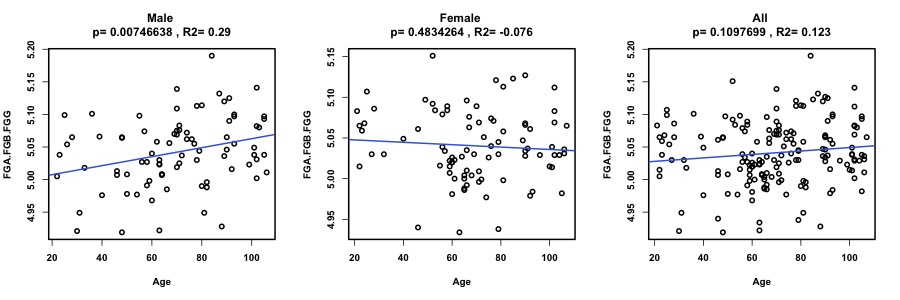 Male
p= 0.00746638 , R2= 0.29
FGA.FGB.FGG
5.20
5.15
5.10
5.05
5.00
4.95
20 40 60 80 100
Age
Female
p= 0.4834264 , R2= -0.076
FGA.FGB.FGG
5.15
5.10
5.05
5.00
4.95
20 40 60 80 100
Age
All
p= 0.1097699 , R2= 0.123
FGA.FGB.FGG
5.20
5.15
5.10
5.05
5.00
4.95
20 40 60 80 100
Age